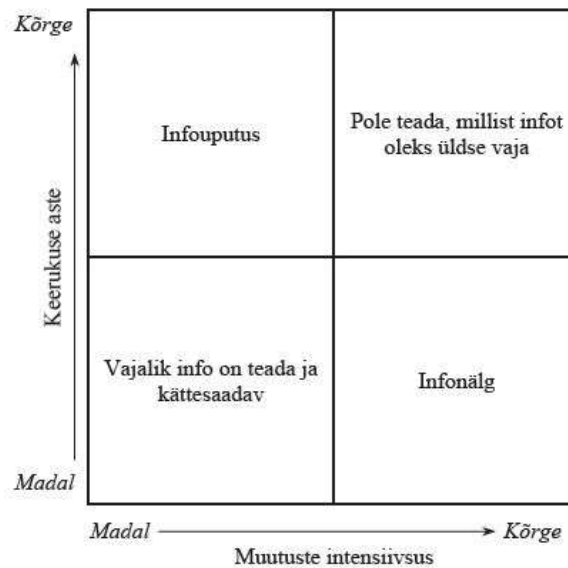 Kõrge
Infouputus
Pole teada, millist infot
oleks üldse vaja
Keerukuse aste
Vajalik info on teada ja
kättesaadav
Infonälg
Madal
Madal
Kõrge
Muutuste intensiivsus